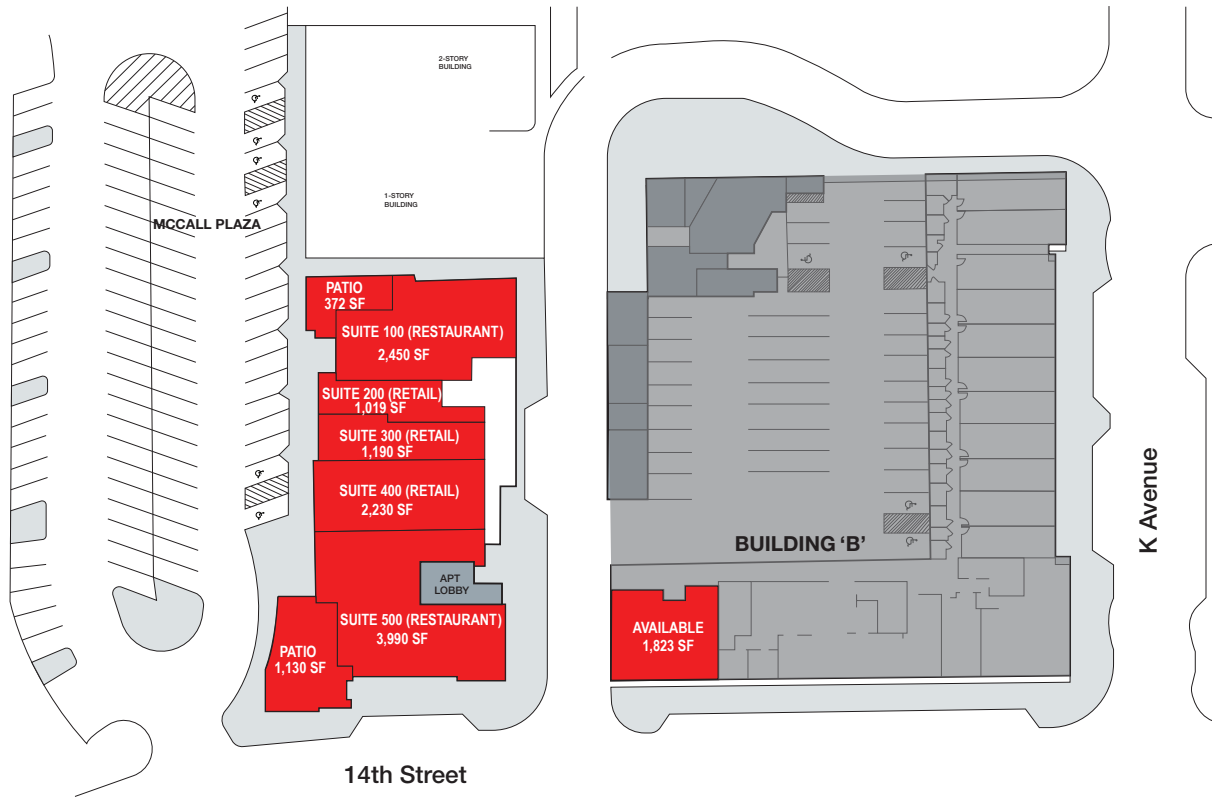 2-STORY
BUILDING
1-STORY
BUILDING
MCCALL PLAZA
PATIO
372 SF
SUITE 100 (RESTAURANT)
2,450 SF
SUITE 200 (RETAIL)
1,019 SF
SUITE 300 (RETAIL)
1,190 SF
SUITE 400 (RETAIL)
2,230 SF
APT
LOBBY
SUITE 500 (RESTAURANT)
3,990 SF
PATIO
1,130 SF
BUILDING ‘B’
AVAILABLE
1,823 SF
K Avenue
14th Street